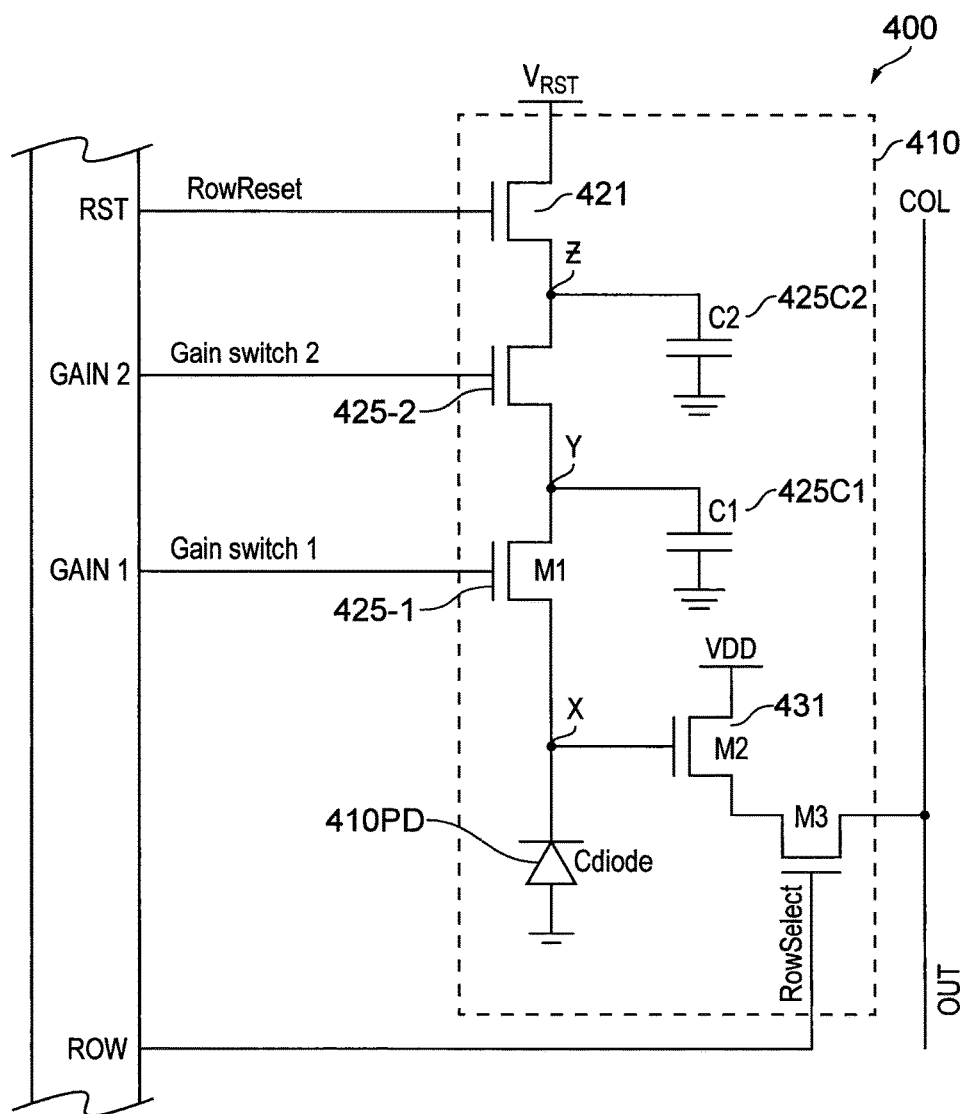 400
VRST
410
RST
RowReset
421
COL
Z
C2
425C2
GAIN 2
Gain switch 2
425-2
Y
C1
425C1
GAIN 1
Gain switch 1
M1
425-1
VDD
431
X
M2
M3
410PD
Cdiode
RowSelect
OUT
ROW